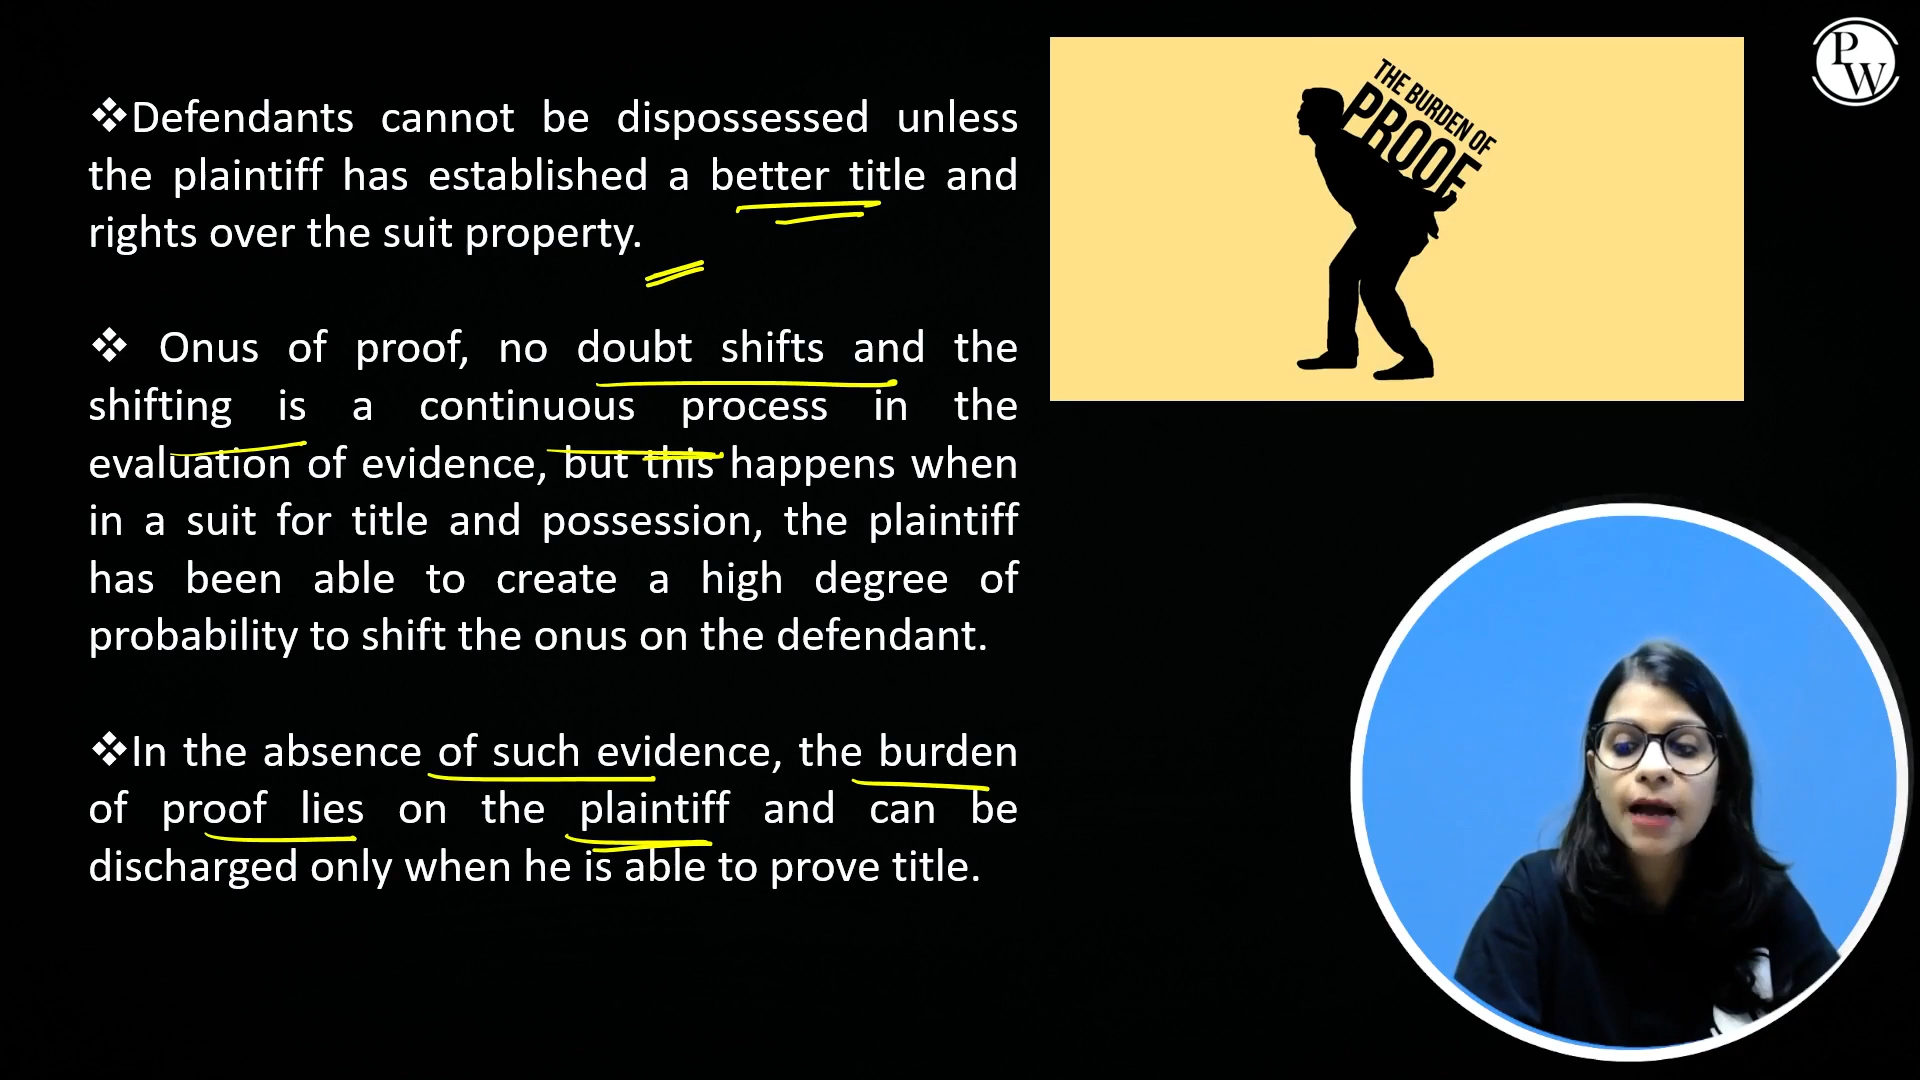 ❖Defendants cannot be dispossessed unless
the plaintiff has established a better title and
rights over the suit property.
❖ Onus of proof, no doubt shifts and the
shifting is a continuous process in the
evaluation of evidence, but this happens when
in a suit for title and possession, the plaintiff
has been able to create a high degree of
probability to shift the onus on the defendant.
❖In the absence of such evidence, the burden
of proof lies on the plaintiff and can be
discharged only when he is able to prove title.
THE BURDEN OF
PROOF
P
W